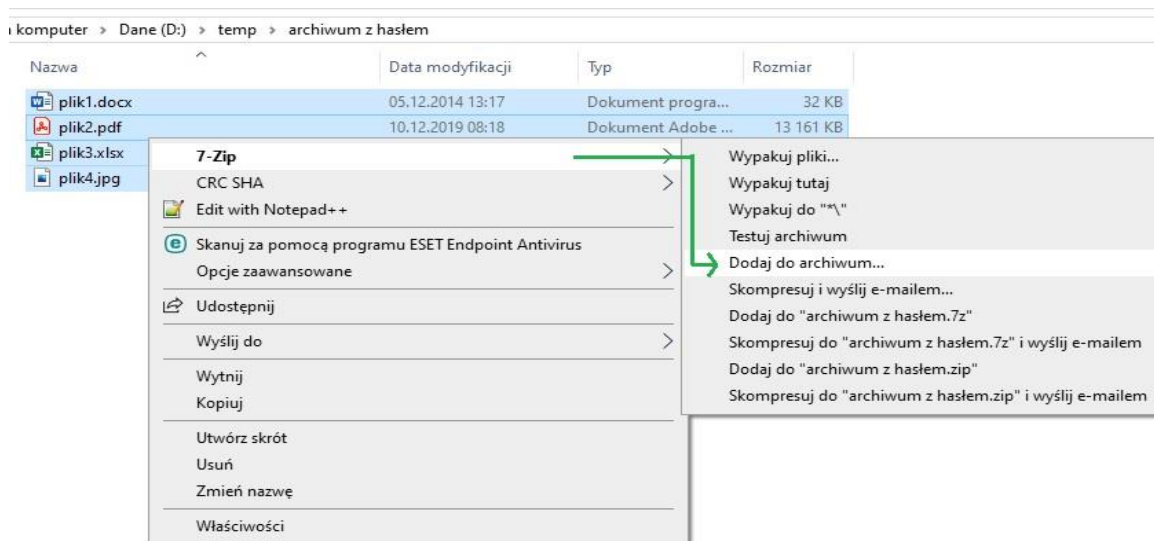 komputer > Dane (D:) > temp > archiwum z hasłem
Nazwa Data modyfikacji Typ Rozmiar
plik1.docx 05.12.2014 13:17 Dokument progra... 32 KB
plik2.pdf 10.12.2019 08:18 Dokument Adobe ... 13 161 KB
plik3.xlsx
plik4.jpg
7-Zip
CRC SHA
Edit with Notepad++
Skanuj za pomocą programu ESET Endpoint Antivirus
Opcje zaawansowane
Udostępnij
Wyślij do
Wytnij
Kopiuj
Utwórz skrót
Usuń
Zmień nazwę
Właściwości
Wypakuj pliki...
Wypakuj tutaj
Wypakuj do "*\"
Testuj archiwum
Dodaj do archiwum...
Skompresuj i wyślij e-mailem...
Dodaj do "archiwum z hasłem.7z"
Skompresuj do "archiwum z hasłem.7z" i wyślij e-mailem
Dodaj do "archiwum z hasłem.zip"
Skompresuj do "archiwum z hasłem.zip" i wyślij e-mailem